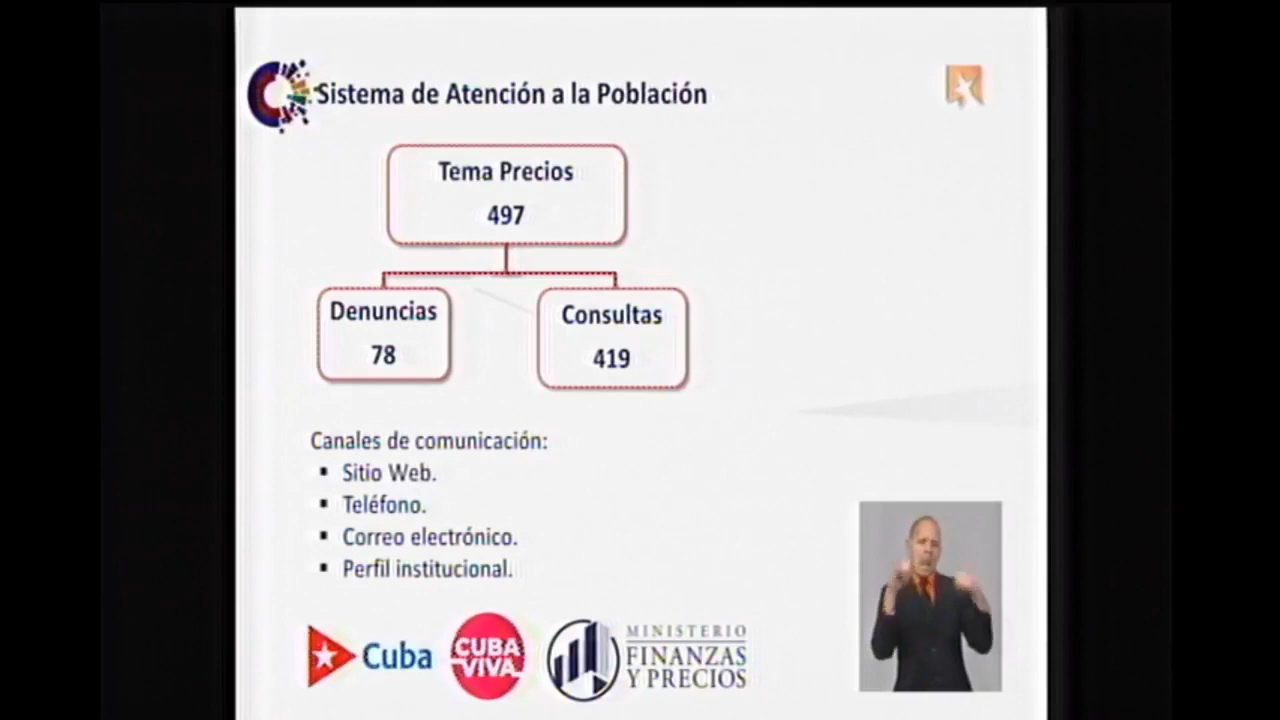 Sistema de Atención a la Población
Tema Precios
497
Denuncias
78
Consultas
419
Canales de comunicación:
▪ Sitio Web.
▪ Teléfono.
▪ Correo electrónico.
▪ Perfil institucional.
Cuba
CUBA
VIVA
MINISTERIO
FINANZAS
Y PRECIOS